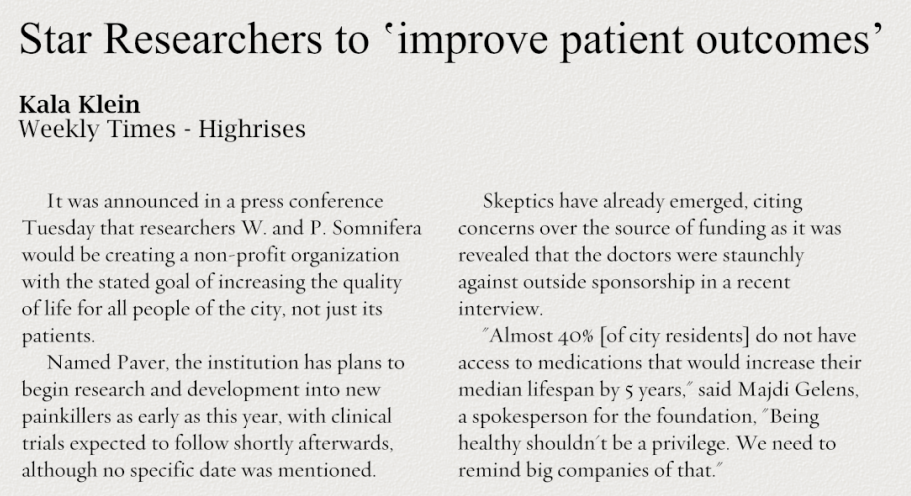 Star Researchers to ‘improve patient outcomes’
Kala Klein
Weekly Times - Highrises
It was announced in a press conference
Tuesday that researchers W. and P. Somnifera
would be creating a non-profit organization
with the stated goal of increasing the quality
of life for all people of the city, not just its
patients.
Named Paver, the institution has plans to
begin research and development into new
painkillers as early as this year, with clinical
trials expected to follow shortly afterwards,
although no specific date was mentioned.
Skeptics have already emerged, citing
concerns over the source of funding as it was
revealed that the doctors were staunchly
against outside sponsorship in a recent
interview.
"Almost 40% [of city residents] do not have
access to medications that would increase their
median lifespan by 5 years," said Majdi Gelens,
a spokesperson for the foundation, "Being
healthy shouldn't be a privilege. We need to
remind big companies of that."